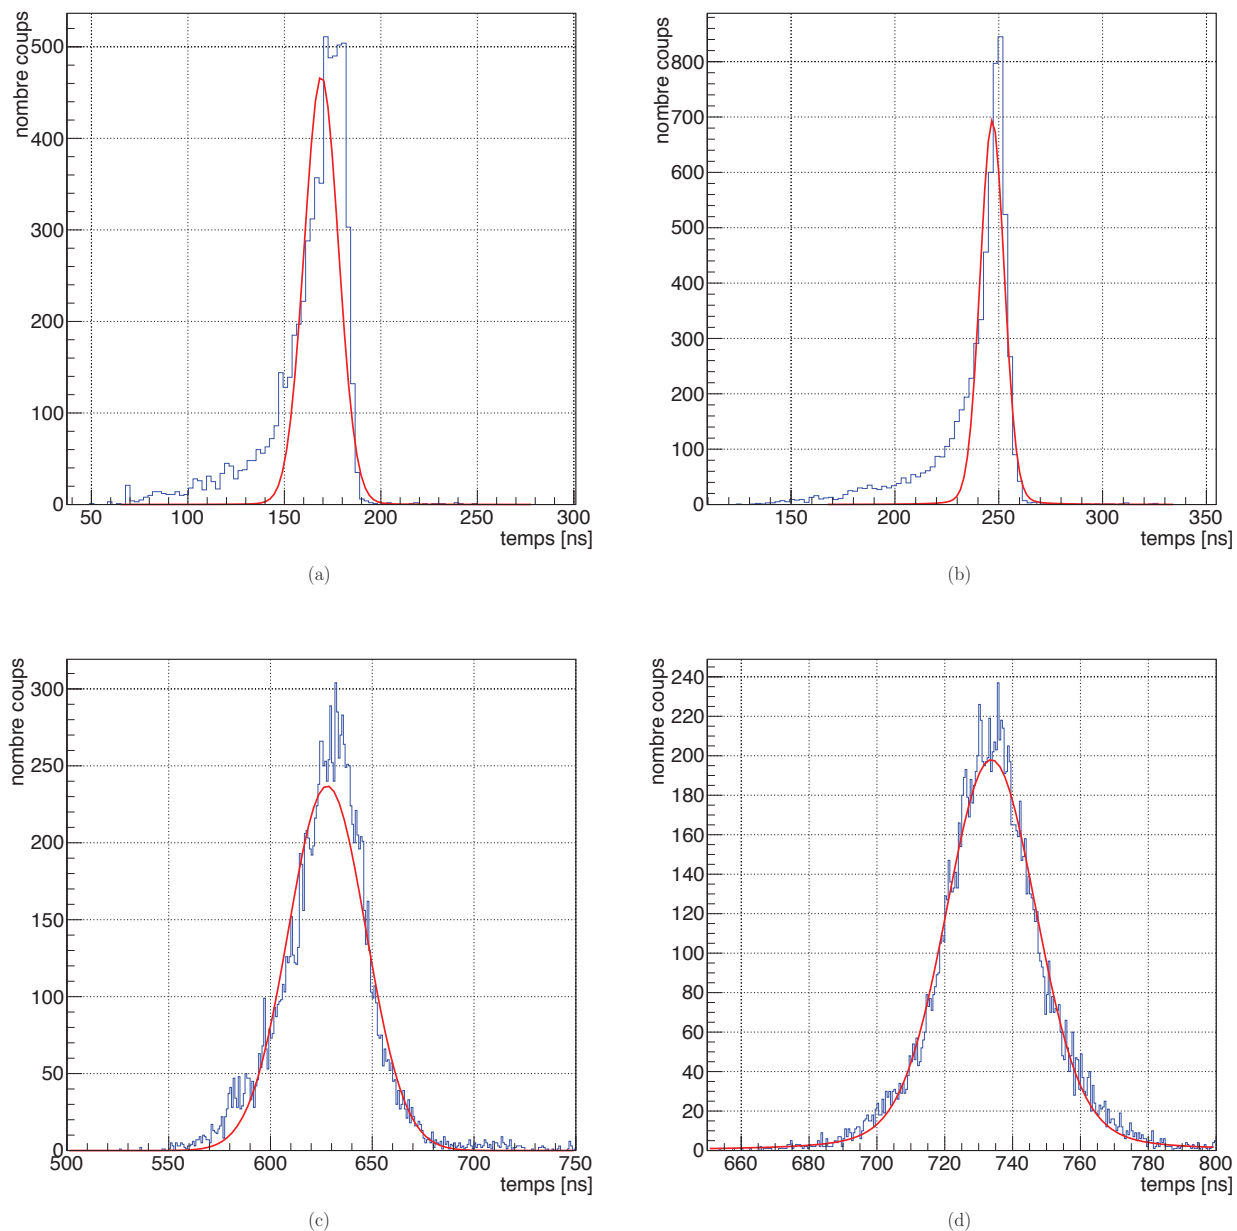 nombre coups
500
400
300
200
100
0
50 100 150 200 250 300
temps [ns]
(a)
nombre coups
800
700
600
500
400
300
200
100
0
150 200 250 300 350
temps [ns]
(b)
nombre coups
300
250
200
150
100
50
0
500 550 600 650 700 750
temps [ns]
(c)
nombre coups
240
220
200
180
160
140
120
100
80
60
40
20
0
660 680 700 720 740 760 780 800
temps [ns]
(d)